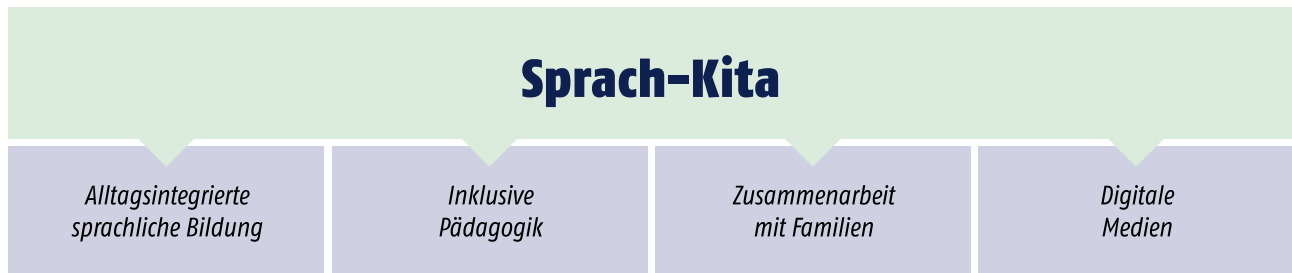 Sprach-Kita
Alltagsintegrierte
sprachliche Bildung
Inklusive
Pädagogik
Zusammenarbeit
mit Familien
Digitale
Medien